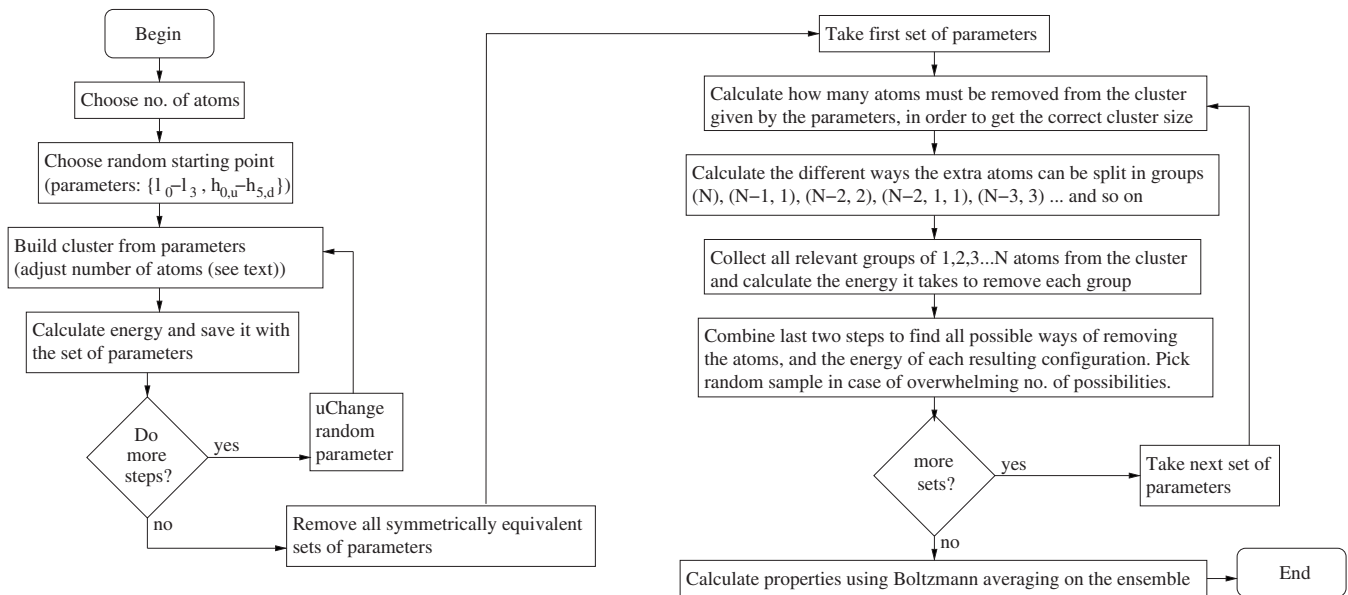 Begin
Choose no. of atoms
Choose random starting point
(parameters: {l₀−l₃ , h₀,ᵤ−h₅,d})
Build cluster from parameters
(adjust number of atoms (see text))
Calculate energy and save it with
the set of parameters
Do
more
steps?
yes
uChange
random
parameter
no
Remove all symmetrically equivalent
sets of parameters
Take first set of parameters
Calculate how many atoms must be removed from the cluster
given by the parameters, in order to get the correct cluster size
Calculate the different ways the extra atoms can be split in groups
(N), (N−1, 1), (N−2, 2), (N−2, 1, 1), (N−3, 3) ... and so on
Collect all relevant groups of 1,2,3...N atoms from the cluster
and calculate the energy it takes to remove each group
Combine last two steps to find all possible ways of removing
the atoms, and the energy of each resulting configuration. Pick
random sample in case of overwhelming no. of possibilities.
more
sets?
yes
Take next set of
parameters
no
Calculate properties using Boltzmann averaging on the ensemble
End